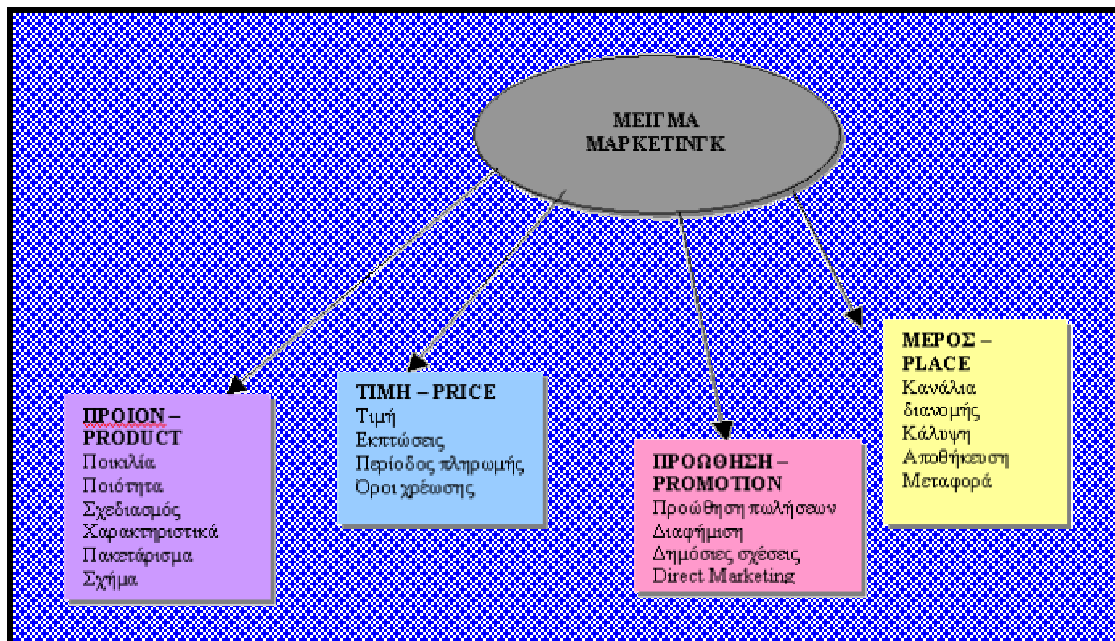 ΜΕΙΓΜΑ
ΜΑΡΚΕΤΙΝΓΚ
ΠΡΟΙΟΝ –
PRODUCT
Ποικιλία
Ποιότητα
Σχεδιασμός
Χαρακτηριστικά
Πακετάρισμα
Σχήμα
ΤΙΜΗ – PRICE
Τιμή
Εκπτώσεις
Περίοδος πληρωμής
Όροι χρέωσης
ΠΡΟΩΘΗΣΗ –
PROMOTION
Προώθηση πωλήσεων
Διαφήμιση
Δημόσιες σχέσεις
Direct Marketing
ΜΕΡΟΣ –
PLACE
Κανάλια
διανομής
Κάλυψη
Αποθήκευση
Μεταφορά